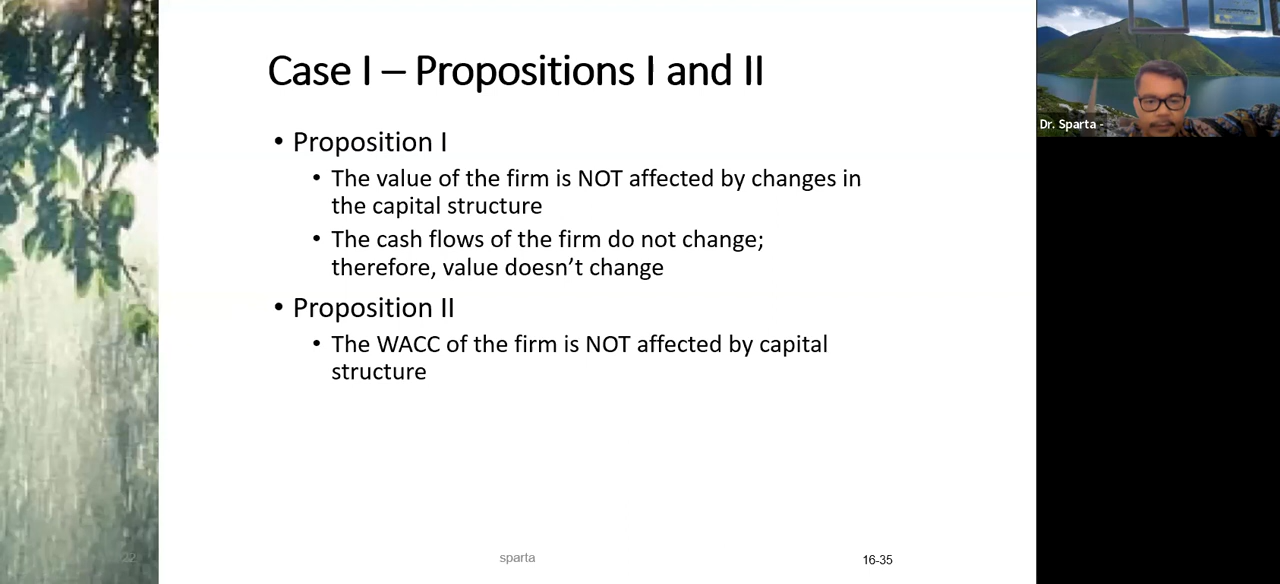 Case I – Propositions I and II
• Proposition I
• The value of the firm is NOT affected by changes in
the capital structure
• The cash flows of the firm do not change;
therefore, value doesn’t change
• Proposition II
• The WACC of the firm is NOT affected by capital
structure
22
sparta
16-35
Dr. Sparta -